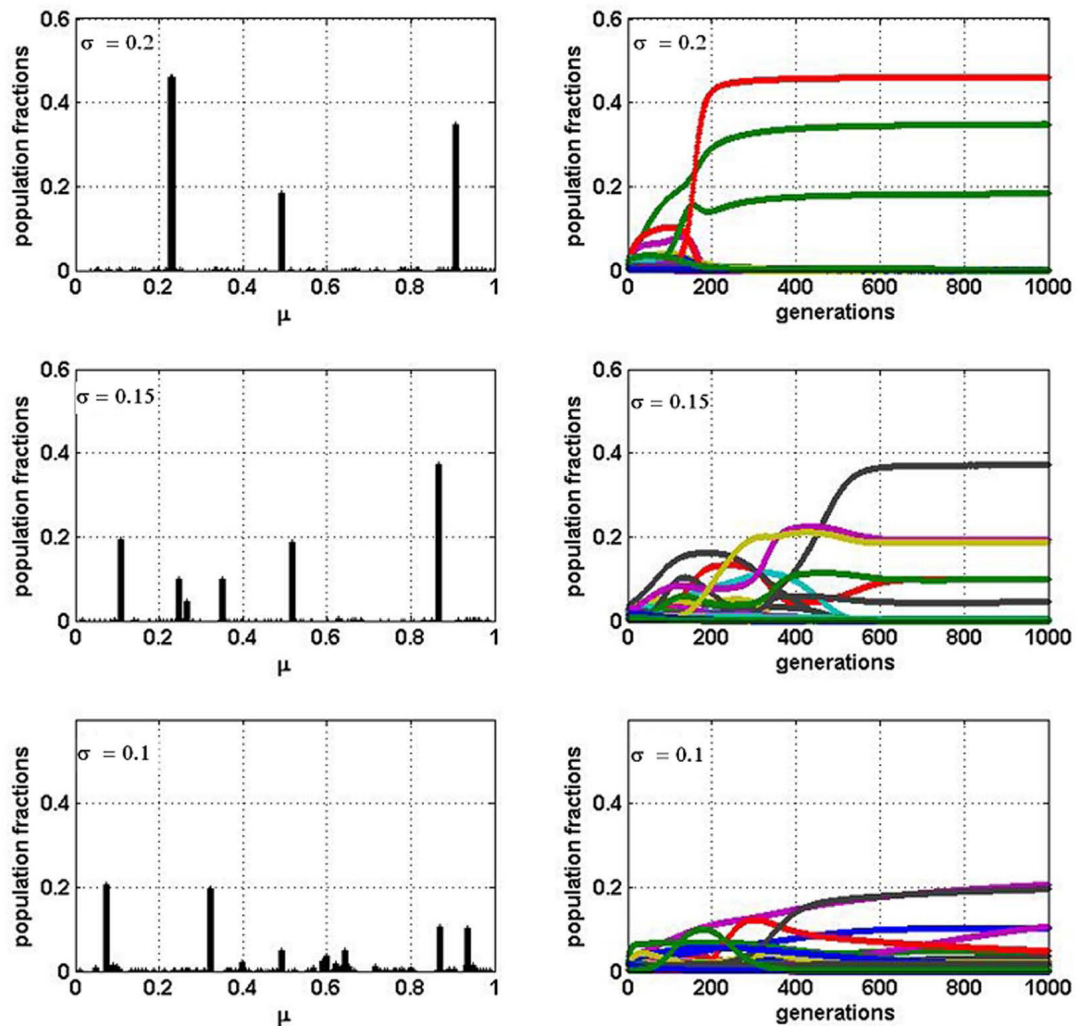 0.6
σ = 0.2
0.4
0.2
0
population fractions
0 0.2 0.4 0.6 0.8 1
μ
0.6
σ = 0.2
0.4
0.2
0
population fractions
0 200 400 600 800 1000
generations
0.6
σ = 0.15
0.4
0.2
0
population fractions
0 0.2 0.4 0.6 0.8 1
μ
0.6
σ = 0.15
0.4
0.2
0
population fractions
0 200 400 600 800 1000
generations
σ = 0.1
0.4
0.2
0
population fractions
0 0.2 0.4 0.6 0.8 1
μ
σ = 0.1
0.4
0.2
0
population fractions
0 200 400 600 800 1000
generations